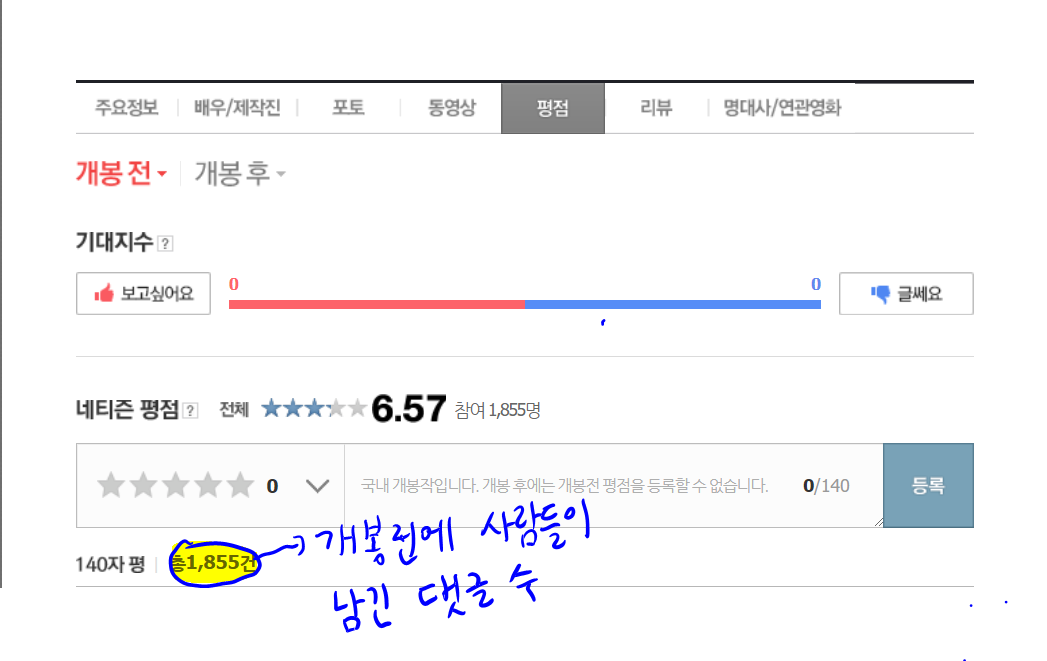 주요정보 배우/제작진 포토 동영상 평점 리뷰 명대사/연관영화
개봉 전 개봉 후
기대지수 ?
보고싶어요 0 0 글쎄요
네티즌 평점 ? 전체 6.57 참여 1,855명
0 국내 개봉작입니다. 개봉 후에는 개봉전 평점을 등록할 수 없습니다. 0/140 등록
140자 평 총 1,855건
개봉전에 사람들이
남긴 댓글 수